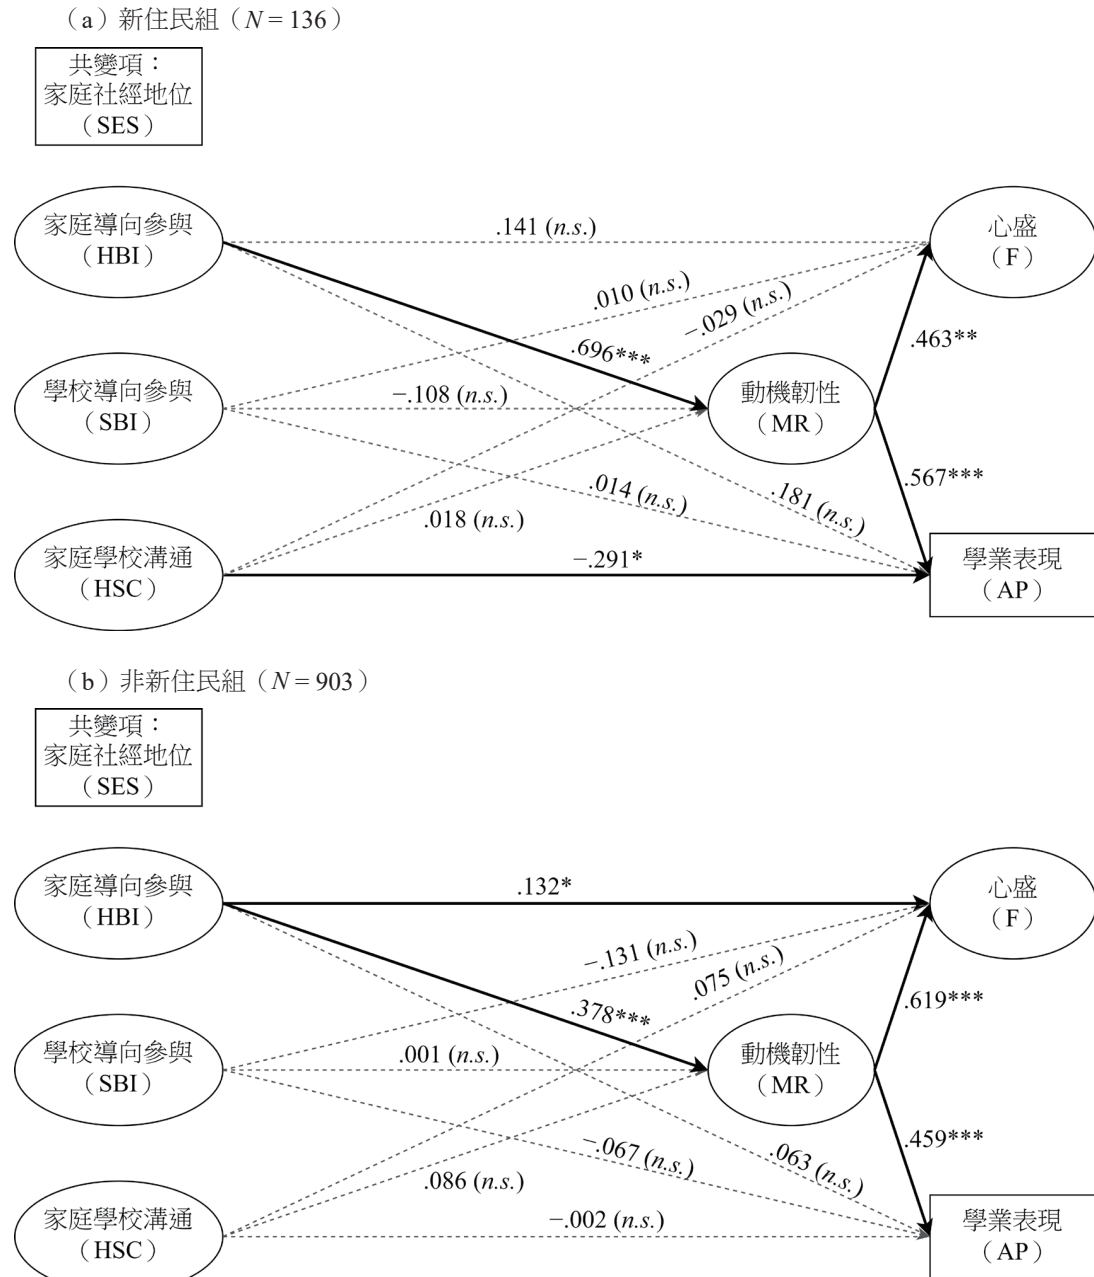 （a）新住民組（N = 136）
共變項：
家庭社經地位
（SES）
家庭導向參與
（HBI）
心盛
（F）
.141 (n.s.)
.010 (n.s.)
−.029 (n.s.)
.696***
.463**
學校導向參與
（SBI）
−.108 (n.s.)
動機韌性
（MR）
.014 (n.s.)
.181 (n.s.)
.567***
.018 (n.s.)
家庭學校溝通
（HSC）
−.291*
學業表現
（AP）
（b）非新住民組（N = 903）
共變項：
家庭社經地位
（SES）
家庭導向參與
（HBI）
.132*
心盛
（F）
−.131 (n.s.)
.075 (n.s.)
.378***
.619***
學校導向參與
（SBI）
.001 (n.s.)
動機韌性
（MR）
−.067 (n.s.)
.063 (n.s.)
.459***
.086 (n.s.)
家庭學校溝通
（HSC）
−.002 (n.s.)
學業表現
（AP）